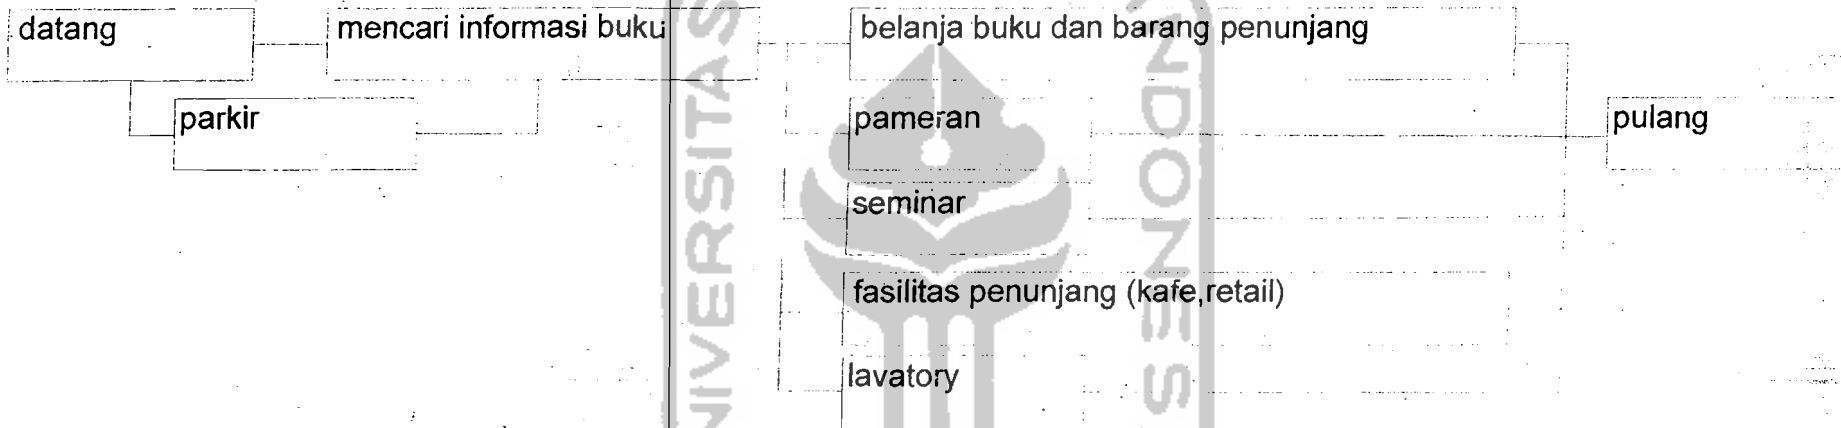 datang
mencari informasi buku
belanja buku dan barang penunjang
parkir
pameran
pulang
seminar
fasilitas penunjang (kafe,retail)
lavatory